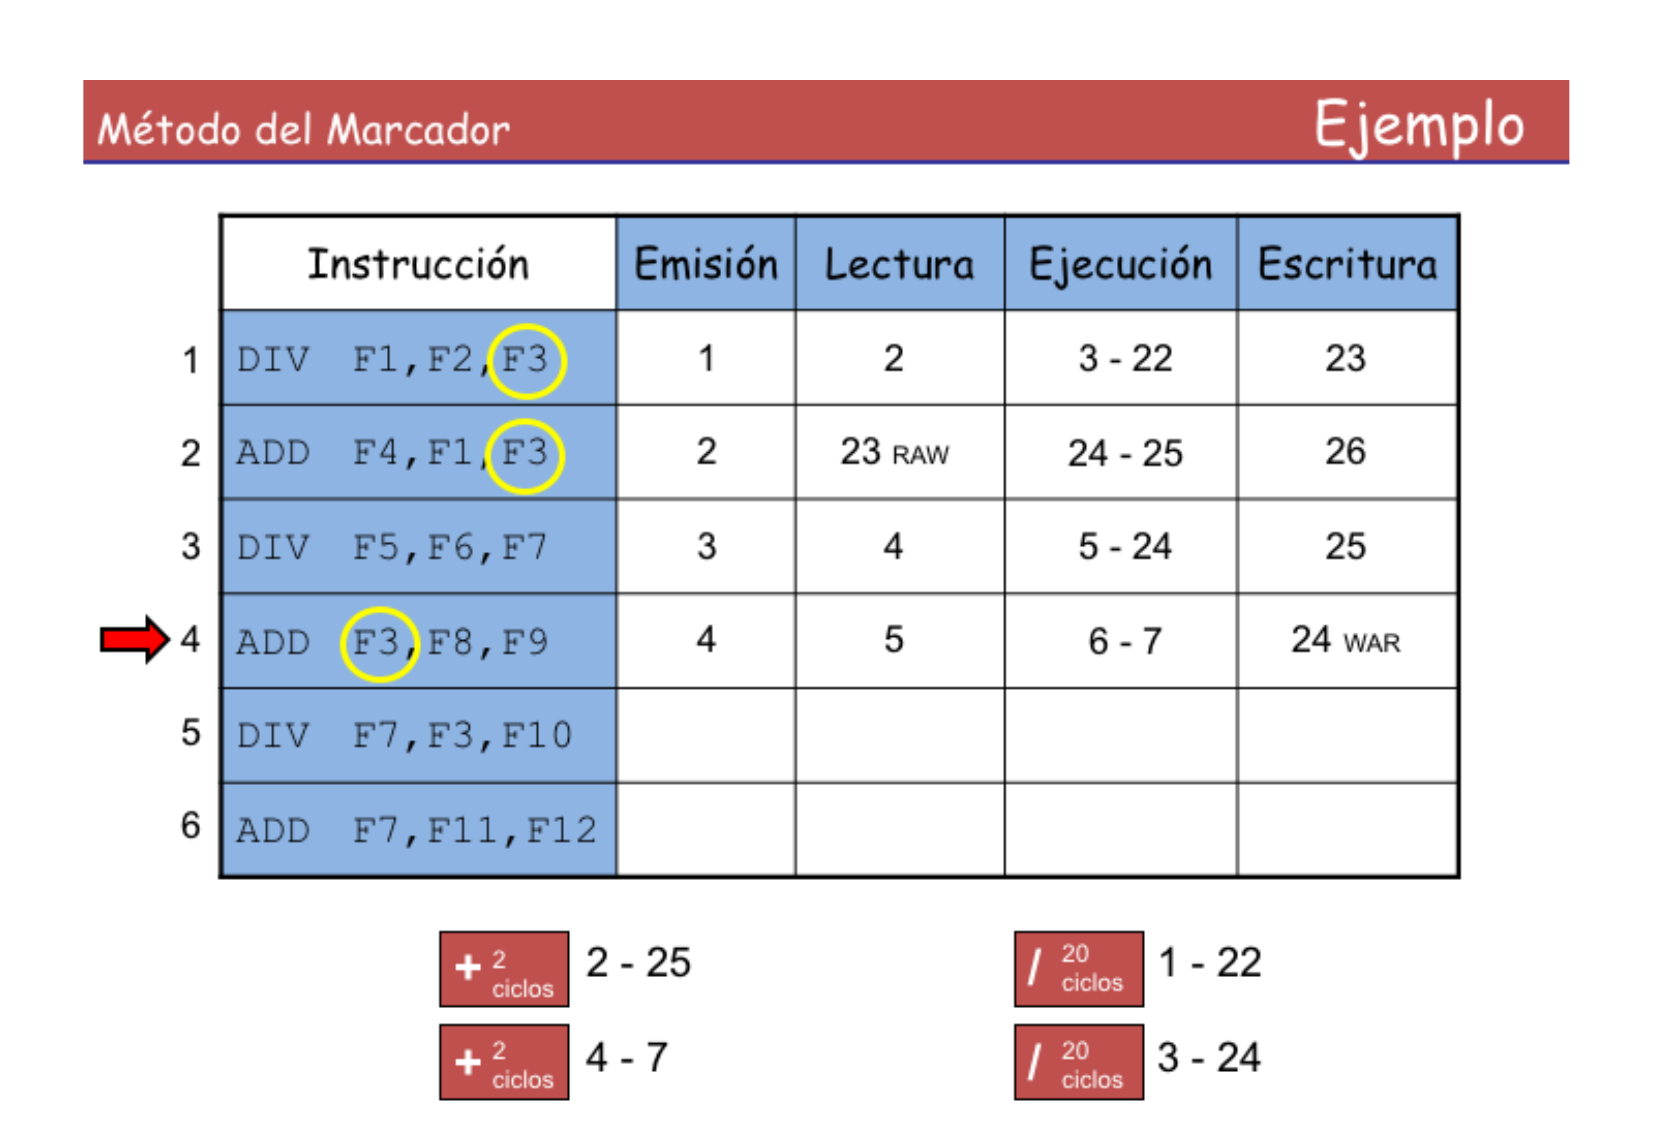 Método del Marcador Ejemplo
Instrucción Emisión Lectura Ejecución Escritura
1 DIV F1,F2,F3 1 2 3 - 22 23
2 ADD F4,F1,F3 2 23 RAW 24 - 25 26
3 DIV F5,F6,F7 3 4 5 - 24 25
4 ADD F3,F8,F9 4 5 6 - 7 24 WAR
5 DIV F7,F3,F10
6 ADD F7,F11,F12
+ 2 ciclos 2 - 25 / 20 ciclos 1 - 22
+ 2 ciclos 4 - 7 / 20 ciclos 3 - 24